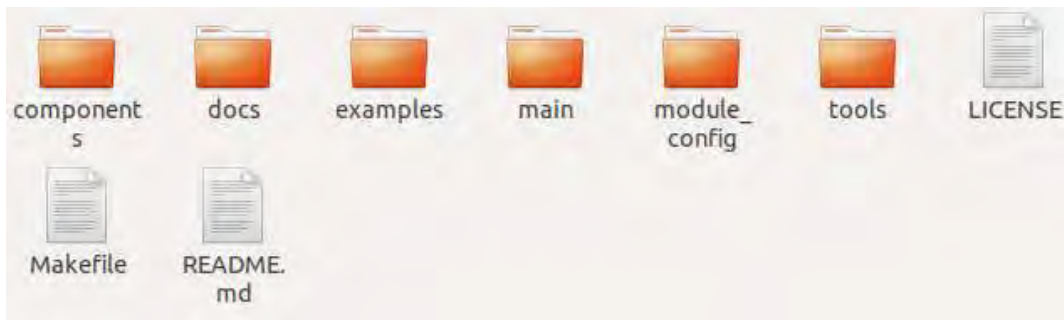 component
s
docs
examples
main
module_
config
tools
LICENSE
Makefile
README.
md